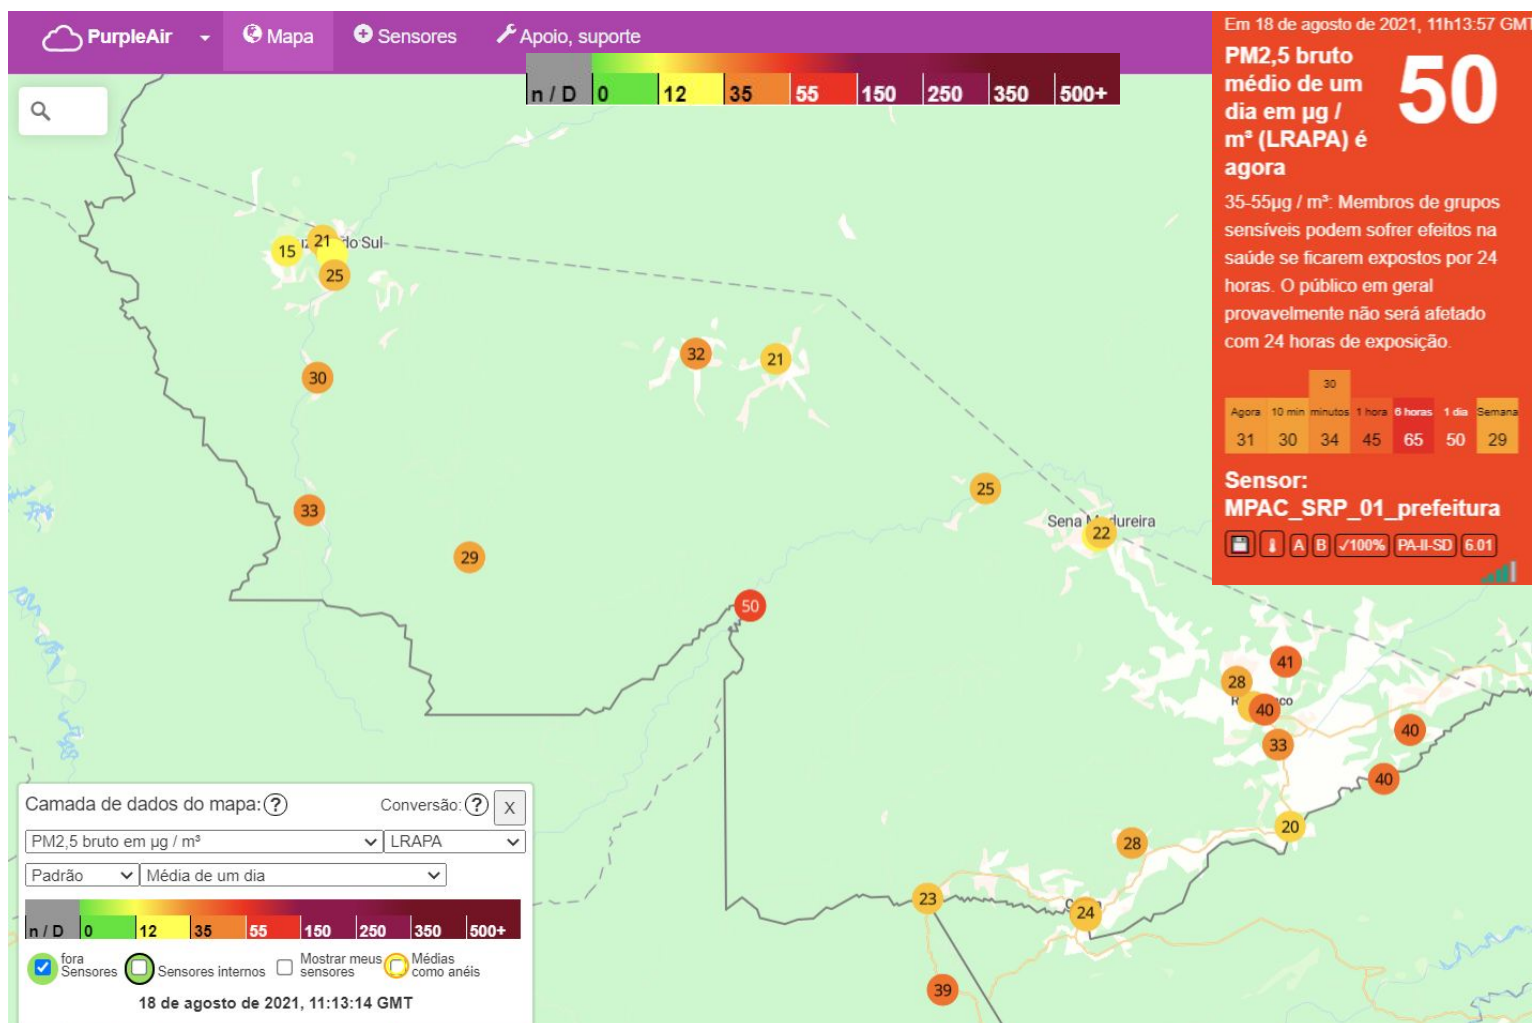 PurpleAir
Mapa
Sensores
Apoio, suporte
n / D 0 12 35 55 150 250 350 500+
Em 18 de agosto de 2021, 11h13:57 GMT
PM2,5 bruto
médio de um
dia em µg /
m³ (LRAPA) é
agora
50
35-55µg / m³: Membros de grupos
sensíveis podem sofrer efeitos na
saúde se ficarem expostos por 24
horas. O público em geral
provavelmente não será afetado
com 24 horas de exposição.
30
Agora 10 min minutos 1 hora 6 horas 1 dia Semana
31 30 34 45 65 50 29
Sensor:
MPAC_SRP_01_prefeitura
A B √100% PA-II-SD 6.01
21
do Sul
15
25
30
32
21
33
29
25
Sena Madureira
22
50
41
28
40
33
40
40
20
28
23
24
39
Camada de dados do mapa: ? Conversão: ? X
PM2,5 bruto em µg / m³ LRAPA
Padrão Média de um dia
n / D 0 12 35 55 150 250 350 500+
fora
Sensores
Sensores internos
Mostrar meus
sensores
Médias
como anéis
18 de agosto de 2021, 11:13:14 GMT